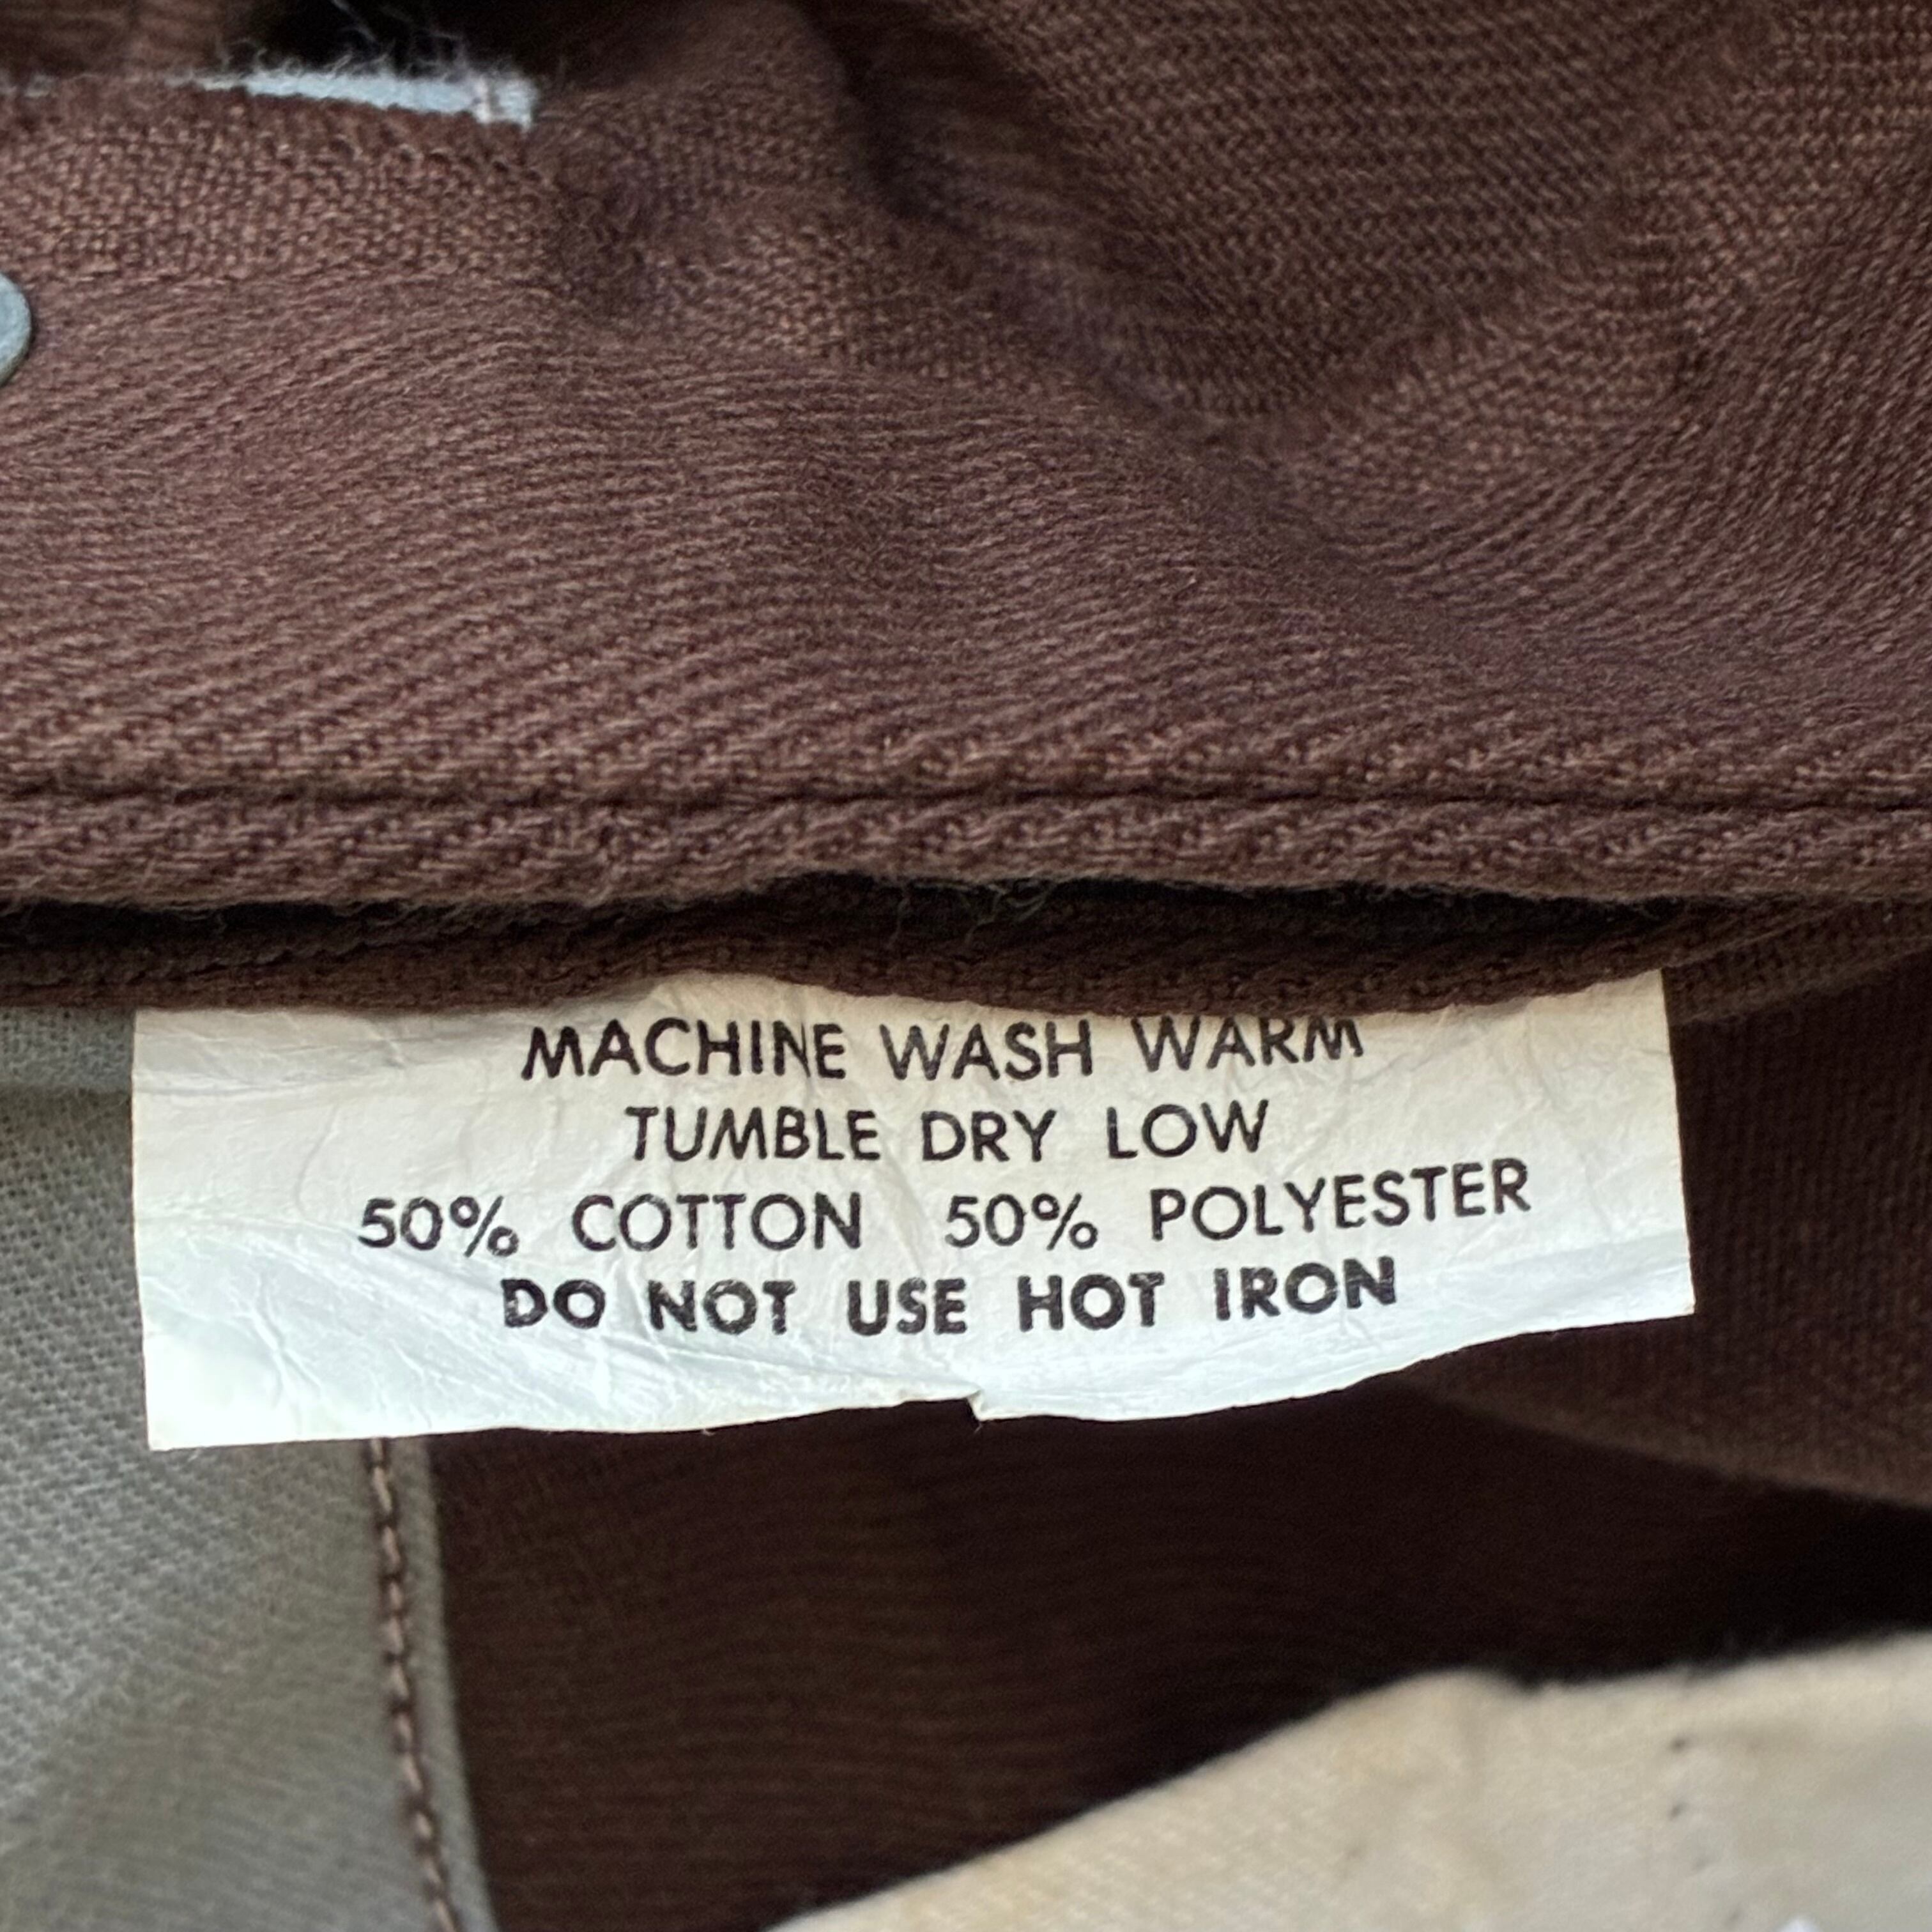 MACHINE WASH WARM
TUMBLE DRY LOW
50% COTTON 50% POLYESTER
DO NOT USE HOT IRON